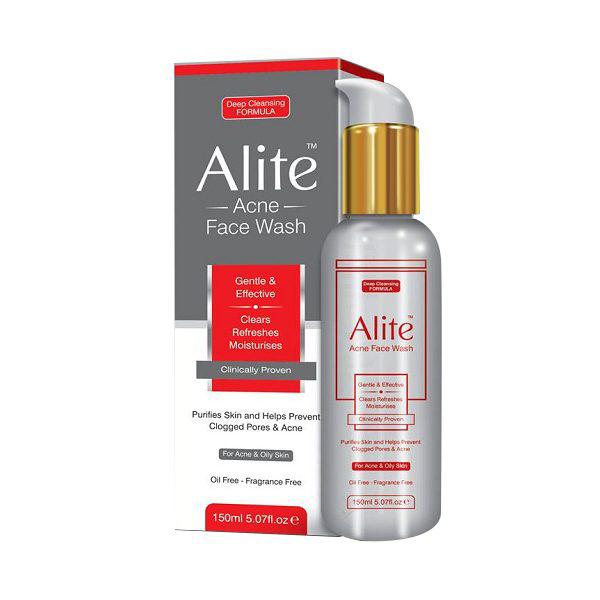 Deep Cleansing
FORMULA
Alite™
Acne
Face Wash
Gentle &
Effective
Clears
Refreshes
Moisturises
Clinically Proven
Purifies Skin and Helps Prevent
Clogged Pores & Acne
For Acne & Oily Skin
Oil Free - Fragrance Free
150ml 5.07fl.oz ℮
Deep Cleansing
FORMULA
Alite™
Acne Face Wash
Gentle & Effective
Clears Refreshes
Moisturises
Clinically Proven
Purifies Skin and Helps Prevent
Clogged Pores & Acne
For Acne & Oily Skin
Oil Free - Fragrance Free
150ml 5.07fl.oz ℮